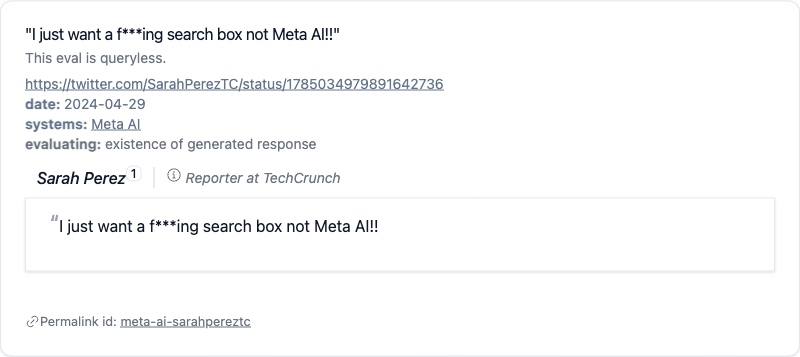 "I just want a f***ing search box not Meta AI!!"
This eval is queryless.
https://twitter.com/SarahPerezTC/status/1785034979891642736
date: 2024-04-29
systems: Meta AI
evaluating: existence of generated response
Sarah Perez 1 Reporter at TechCrunch
“I just want a f***ing search box not Meta AI!!
Permalink id: meta-ai-sarahpereztc